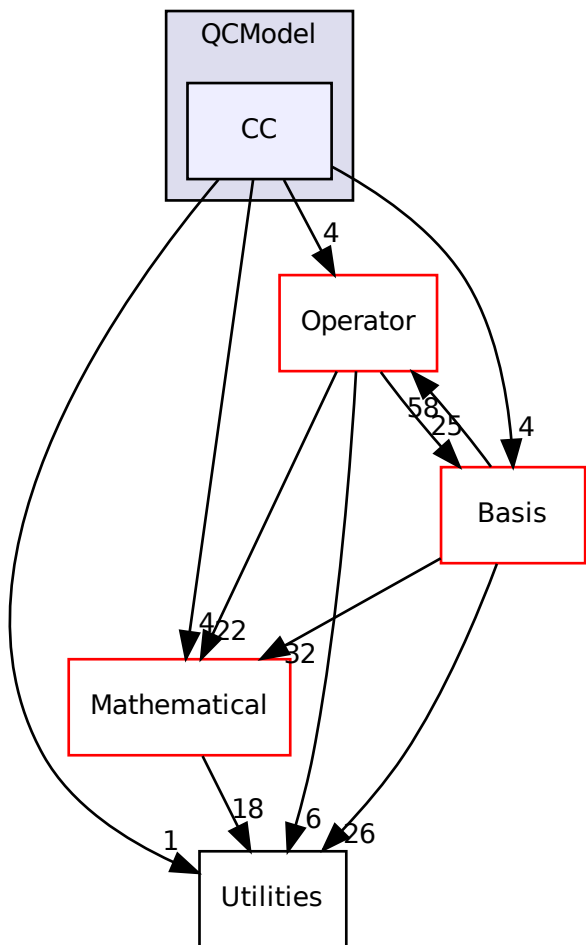 QCModel
CC
4
Operator
58
25
4
Basis
4
22
32
Mathematical
18
6
26
1
Utilities